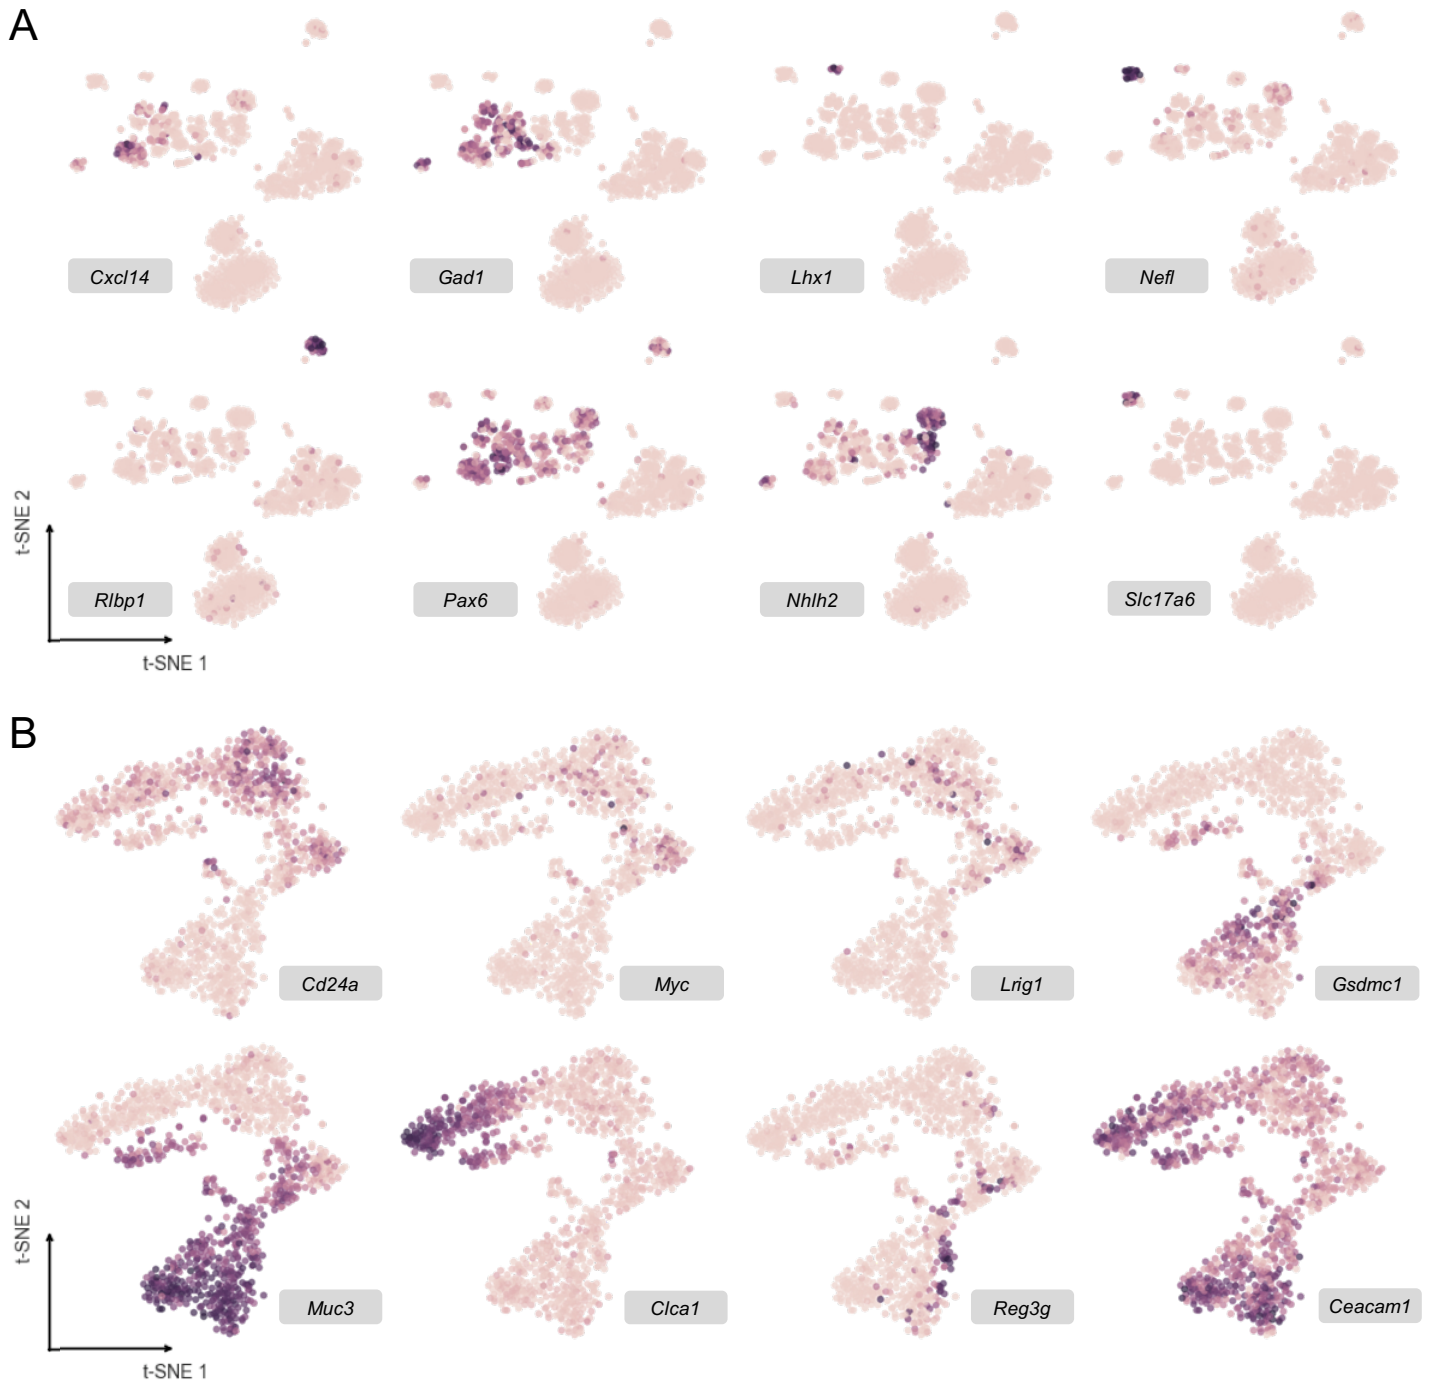 A
Cxcl14
Gad1
Lhx1
Nefl
Rlbp1
Pax6
Nhlh2
Slc17a6
t-SNE 2
t-SNE 1
B
Cd24a
Myc
Lrig1
Gsdmc1
Muc3
Clca1
Reg3g
Ceacam1
t-SNE 2
t-SNE 1